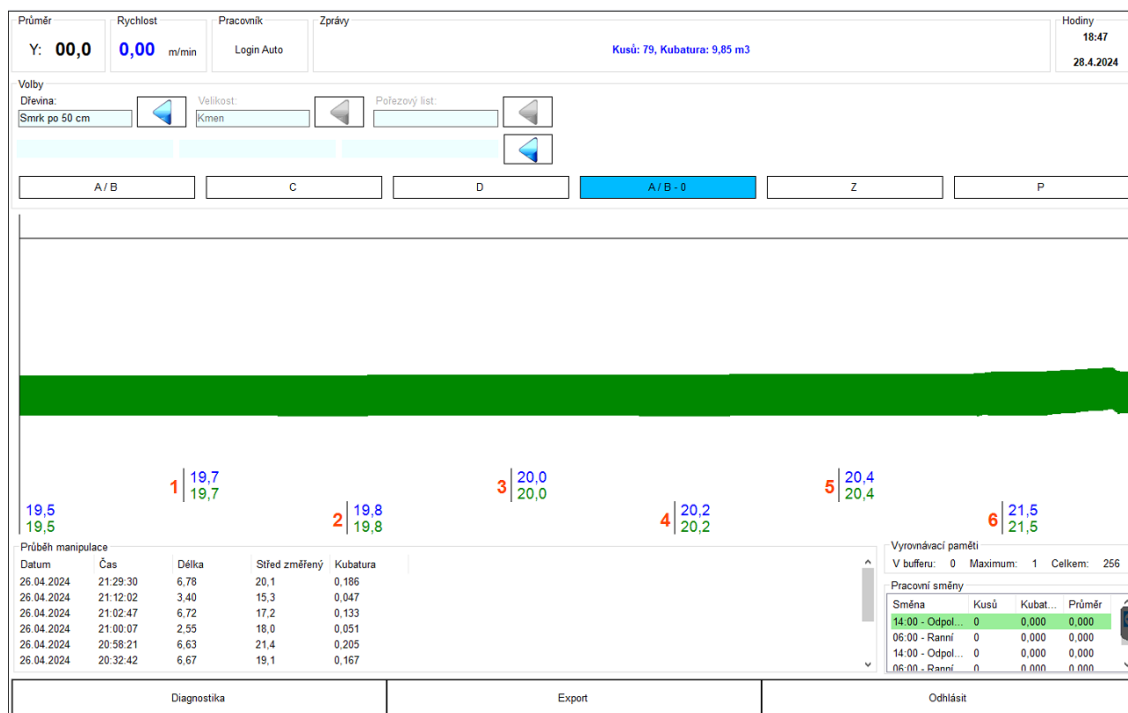 Průměr Rychlost Pracovník Zprávy Hodiny
Y: 00,0 0,00 m/min Login Auto Kusů: 79, Kubatura: 9,85 m3 18:47
28.4.2024
Volby
Dřevina: Velikost: Pořezový list:
Smrk po 50 cm Kmen
A / B C D A / B - 0 Z P
1 19,7 3 20,0 5 20,4
19,7 20,0 20,4
19,5 2 19,8 4 20,2 6 21,5
19,5 19,8 20,2 21,5
Průběh manipulace
Datum Čas Délka Střed změřený Kubatura
26.04.2024 21:29:30 6,78 20,1 0,186
26.04.2024 21:12:02 3,40 15,3 0,047
26.04.2024 21:02:47 6,72 17,2 0,133
26.04.2024 21:00:07 2,55 18,0 0,051
26.04.2024 20:58:21 6,63 21,4 0,205
26.04.2024 20:32:42 6,67 19,1 0,167
Vyrovnávací paměti
V bufferu: 0 Maximum: 1 Celkem: 256
Pracovní směny
Směna Kusů Kubat... Průměr
14:00 - Odpol... 0 0,000 0,000
06:00 - Ranní 0 0,000 0,000
14:00 - Odpol... 0 0,000 0,000
06:00 - Ranní 0 0,000 0,000
Diagnostika Export Odhlásit